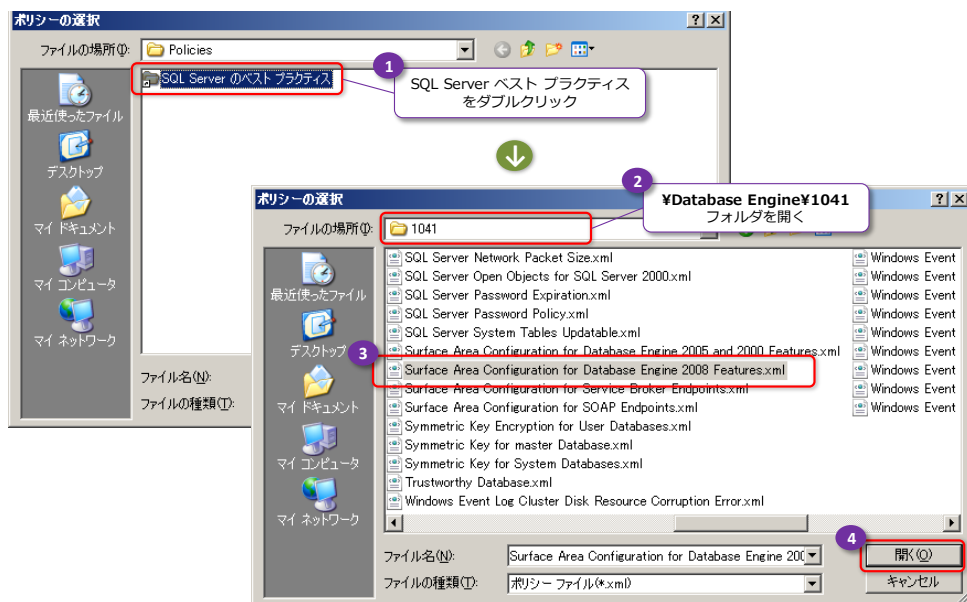 ポリシーの選択
ファイルの場所(I):
Policies
1
SQL Server のベスト プラクティス
SQL Server ベスト プラクティス
をダブルクリック
最近使ったファイル
デスクトップ
マイ ドキュメント
マイ コンピュータ
マイ ネットワーク
ファイル名(N):
ファイルの種類(T):
2
¥Database Engine¥1041
フォルダを開く
ポリシーの選択
ファイルの場所(I):
1041
最近使ったファイル
デスクトップ
マイ ドキュメント
マイ コンピュータ
マイ ネットワーク
SQL Server Network Packet Size.xml
SQL Server Open Objects for SQL Server 2000.xml
SQL Server Password Expiration.xml
SQL Server Password Policy.xml
SQL Server System Tables Updatable.xml
Surface Area Configuration for Database Engine 2005 and 2000 Features.xml
3
Surface Area Configuration for Database Engine 2008 Features.xml
Surface Area Configuration for Service Broker Endpoints.xml
Surface Area Configuration for SOAP Endpoints.xml
Symmetric Key Encryption for User Databases.xml
Symmetric Key for master Database.xml
Symmetric Key for System Databases.xml
Trustworthy Database.xml
Windows Event Log Cluster Disk Resource Corruption Error.xml
Windows Event
Windows Event
Windows Event
Windows Event
Windows Event
Windows Event
Windows Event
Windows Event
Windows Event
ファイル名(N):
Surface Area Configuration for Database Engine 200
4
開く(O)
ファイルの種類(T):
ポリシー ファイル(*.xml)
キャンセル